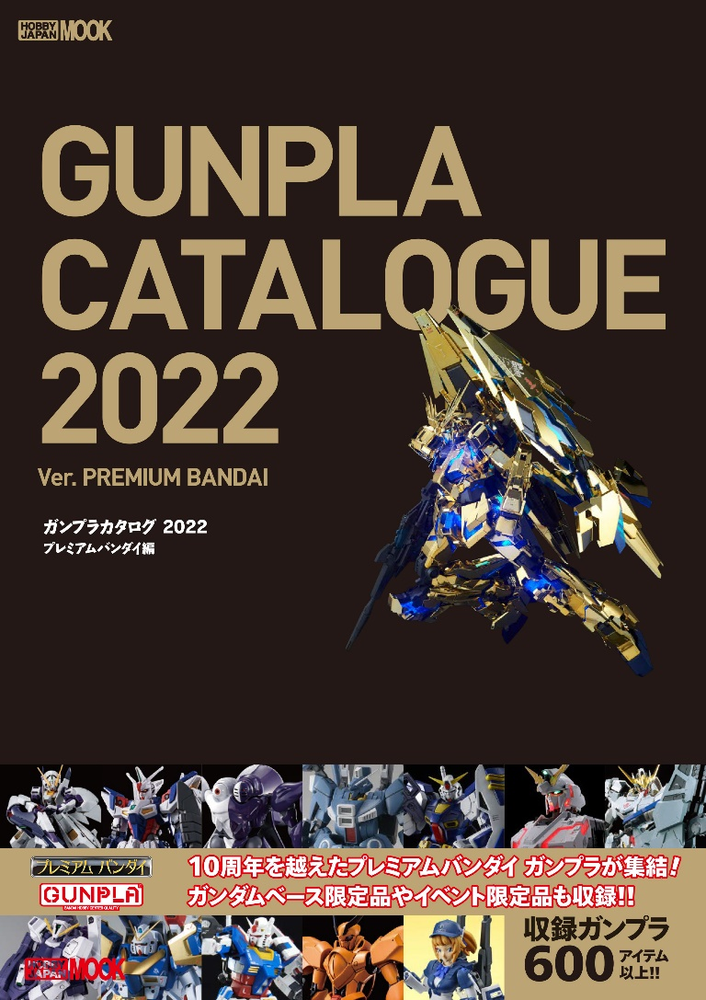 HOBBY JAPAN MOOK
GUNPLA
CATALOGUE
2022
Ver. PREMIUM BANDAI
ガンプラカタログ 2022
プレミアムバンダイ編
プレミアム バンダイ
GUNPLA
BANDAI HOBBY CENTER QUALITY
10周年を越えたプレミアムバンダイ ガンプラが集結!
ガンダムベース限定品やイベント限定品も収録!!
収録ガンプラ
600 アイテム以上!!
HOBBY JAPAN MOOK